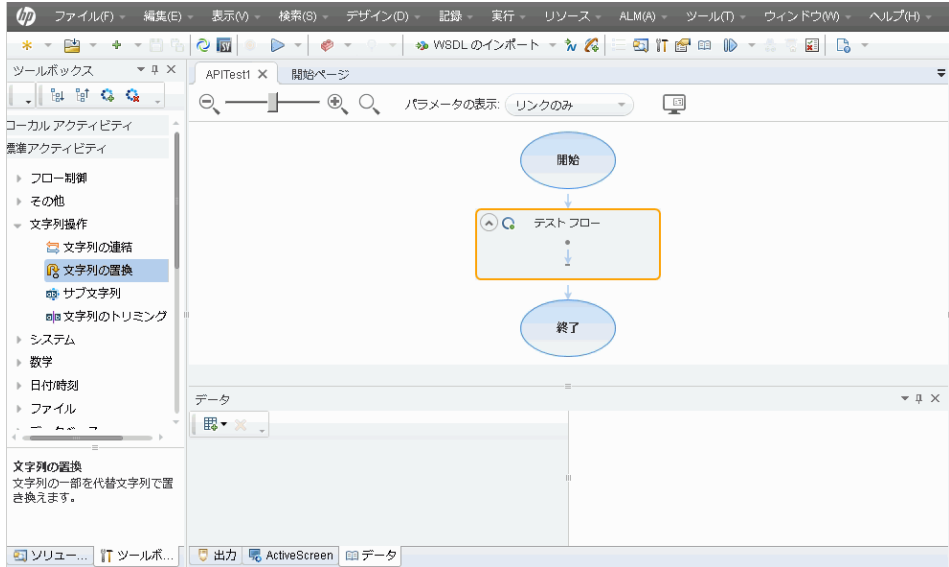 hp ファイル(F) 編集(E) 表示(V) 検索(S) デザイン(D) 記録 実行 リソース ALM(A) ツール(T) ウィンドウ(W) ヘルプ(H)
WSDL のインポート
ツールボックス
APITest1 開始ページ
パラメータの表示: リンクのみ
ローカル アクティビティ
標準アクティビティ
フロー制御
その他
文字列操作
文字列の連結
文字列の置換
サブ文字列
文字列のトリミング
システム
数学
日付/時刻
ファイル
開始
テスト フロー
終了
データ
文字列の置換
文字列の一部を代替文字列で置
き換えます。
ソリュー... ツールボ... 出力 ActiveScreen データ